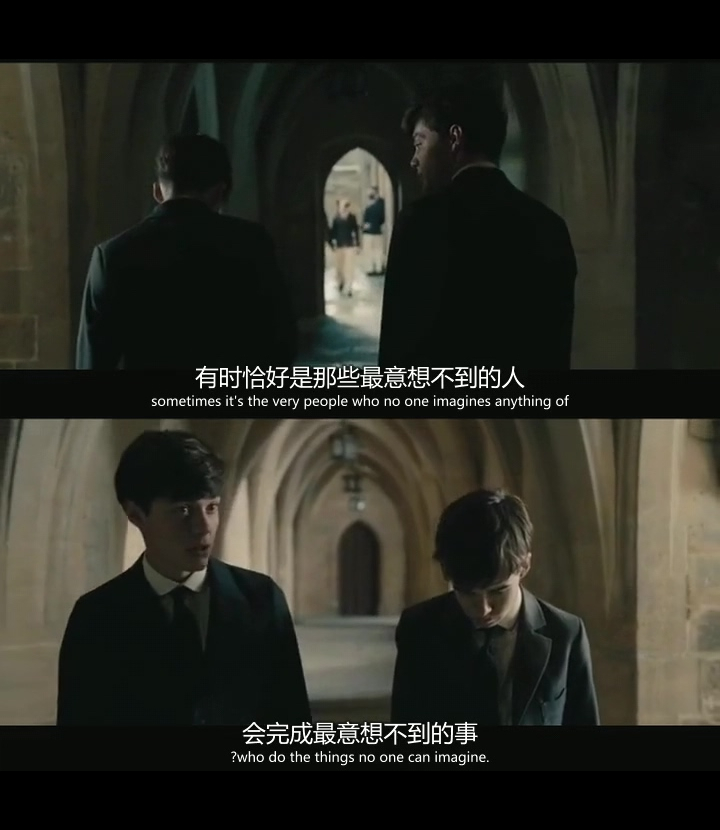 有时恰好是那些最意想不到的人
sometimes it's the very people who no one imagines anything of
会完成最意想不到的事
?who do the things no one can imagine.